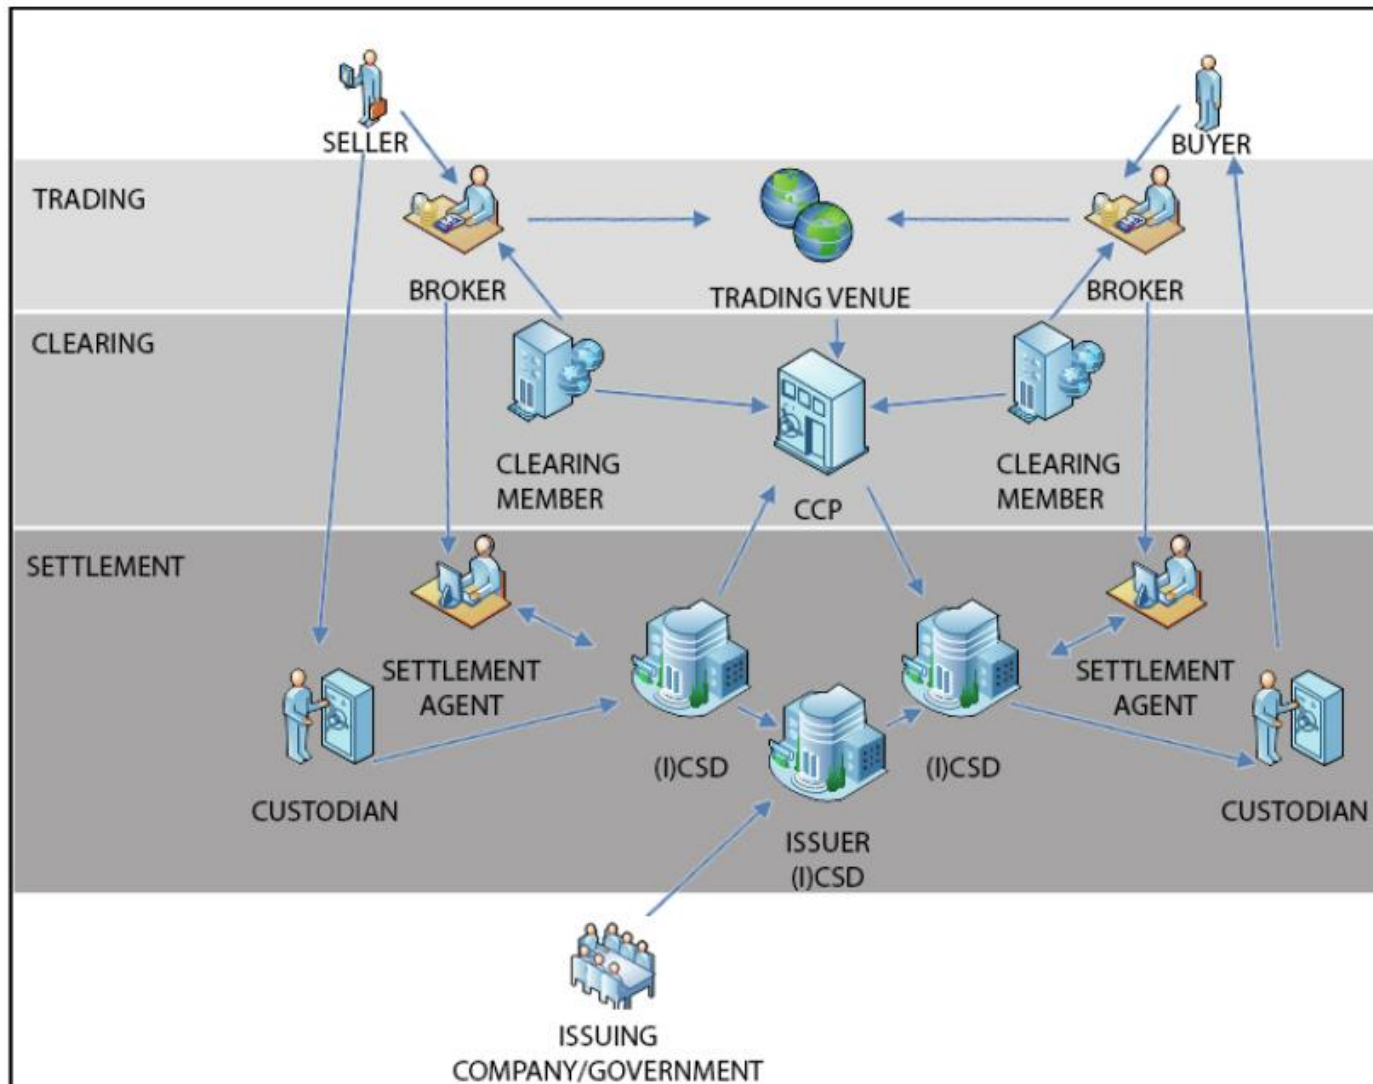 SELLER
BUYER
TRADING
BROKER
TRADING VENUE
BROKER
CLEARING
CLEARING
MEMBER
CCP
CLEARING
MEMBER
SETTLEMENT
SETTLEMENT
AGENT
SETTLEMENT
AGENT
(I)CSD
(I)CSD
CUSTODIAN
CUSTODIAN
ISSUER
(I)CSD
ISSUING
COMPANY/GOVERNMENT